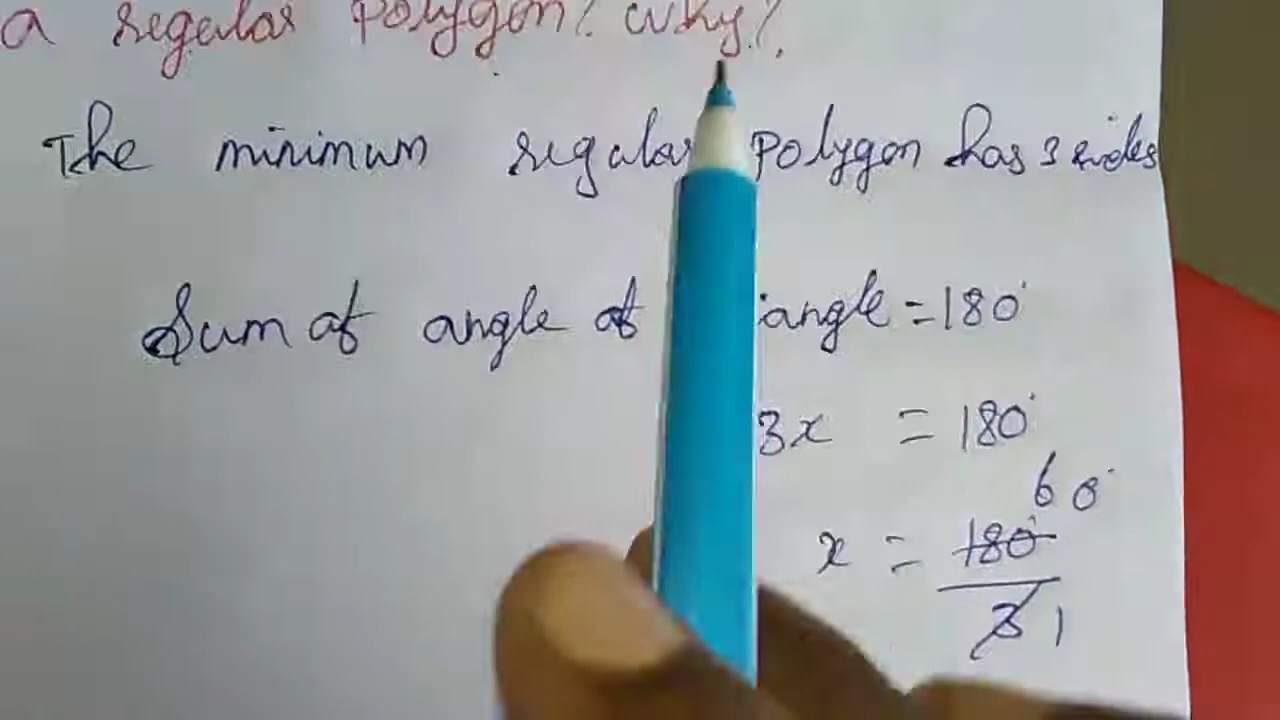 a regular polygon? Why?.
The minimum regular polygon has 3 sides
Sum of angle of iangle = 180°
3x = 180°
60°
x = 180°
3 1